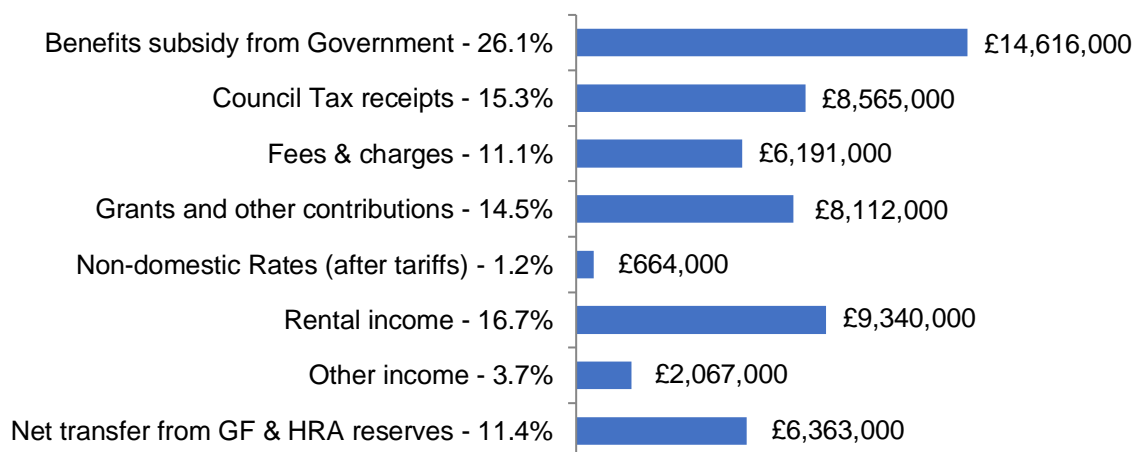 Benefits subsidy from Government - 26.1% £14,616,000
Council Tax receipts - 15.3% £8,565,000
Fees & charges - 11.1% £6,191,000
Grants and other contributions - 14.5% £8,112,000
Non-domestic Rates (after tariffs) - 1.2% £664,000
Rental income - 16.7% £9,340,000
Other income - 3.7% £2,067,000
Net transfer from GF & HRA reserves - 11.4% £6,363,000